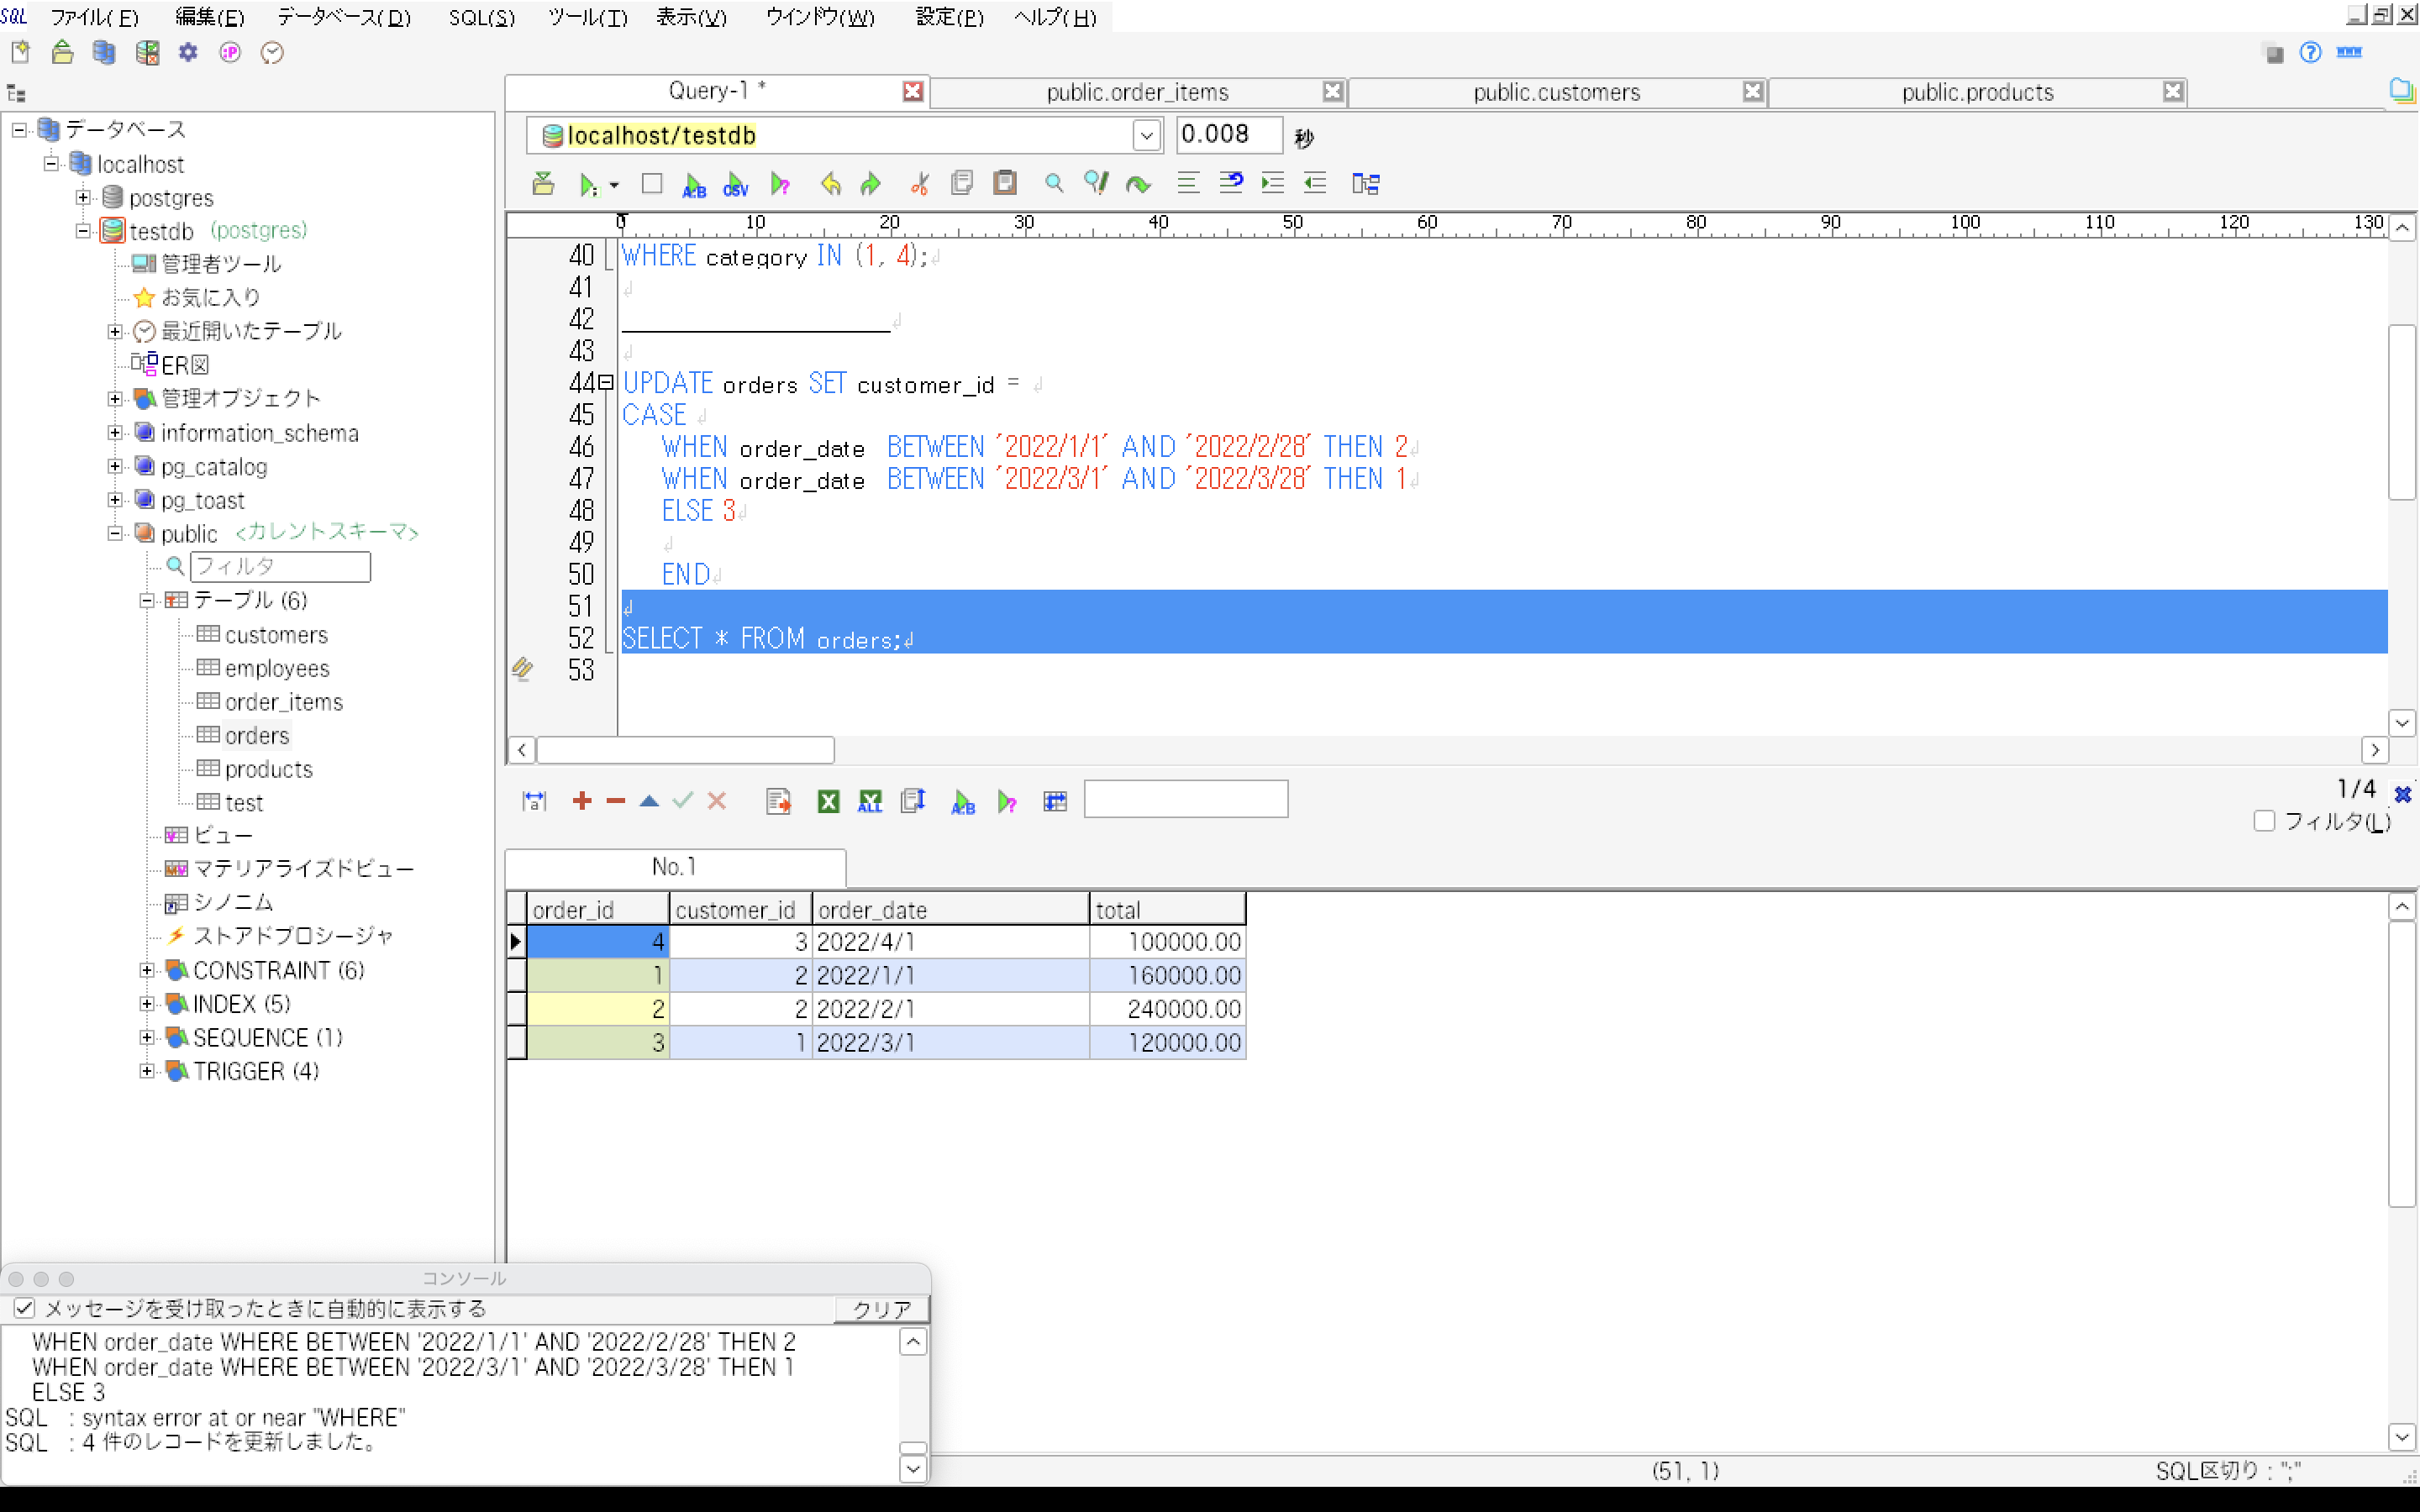 SQL ファイル(F) 編集(E) データベース(D) SQL(S) ツール(T) 表示(V) ウインドウ(W) 設定(P) ヘルプ(H)
Query-1 * public.order_items public.customers public.products
データベース
localhost
postgres
testdb (postgres)
管理者ツール
お気に入り
最近開いたテーブル
ER図
管理オブジェクト
information_schema
pg_catalog
pg_toast
public <カレントスキーマ>
フィルタ
テーブル (6)
customers
employees
order_items
orders
products
test
ビュー
マテリアライズドビュー
シノニム
ストアドプロシージャ
CONSTRAINT (6)
INDEX (5)
SEQUENCE (1)
TRIGGER (4)
localhost/testdb 0.008 秒
A:B CSV
0 10 20 30 40 50 60 70 80 90 100 110 120 130
40 WHERE category IN (1, 4);
41
42 ____________________
43
44 UPDATE orders SET customer_id =
45 CASE
46 WHEN order_date BETWEEN '2022/1/1' AND '2022/2/28' THEN 2
47 WHEN order_date BETWEEN '2022/3/1' AND '2022/3/28' THEN 1
48 ELSE 3
49
50 END
51
52 SELECT * FROM orders;
53
ALL A:B 1/4
フィルタ(L)
No.1
order_id customer_id order_date total
4 3 2022/4/1 100000.00
1 2 2022/1/1 160000.00
2 2 2022/2/1 240000.00
3 1 2022/3/1 120000.00
コンソール
メッセージを受け取ったときに自動的に表示する クリア
WHEN order_date WHERE BETWEEN '2022/1/1' AND '2022/2/28' THEN 2
WHEN order_date WHERE BETWEEN '2022/3/1' AND '2022/3/28' THEN 1
ELSE 3
SQL : syntax error at or near "WHERE"
SQL : 4 件のレコードを更新しました。
(51, 1) SQL区切り : ";"